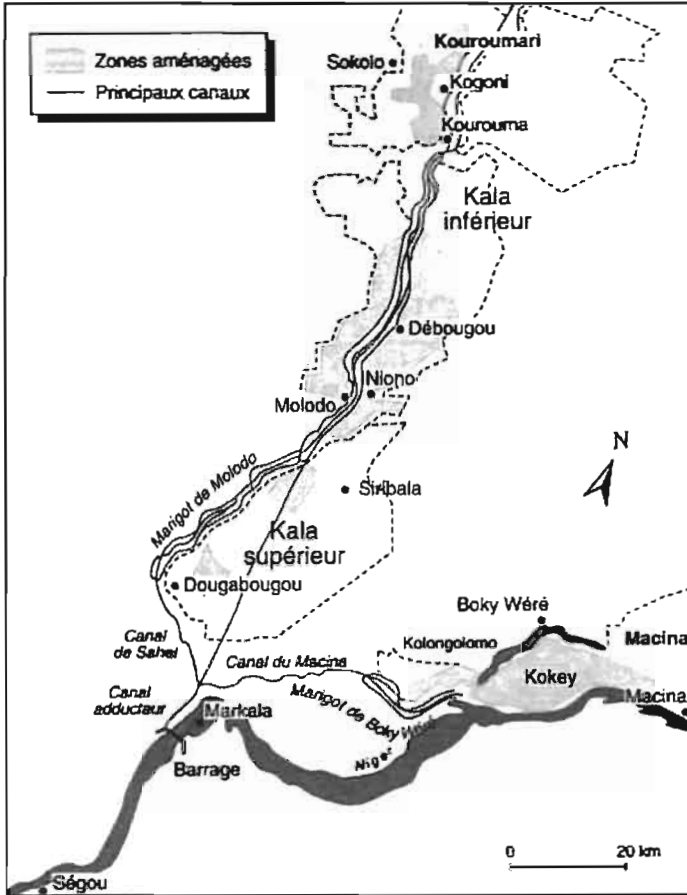 Zones aménagées
Principaux canaux
Kouroumari
Sokolo
Kogoni
Kourouma
Kala
inférieur
Débougou
Niono
Molodo
N
Marigot de Molodo
Siribala
Kala
supérieur
Dougabougou
Boky Wéré
Canal
de Sahel
Kolongolomo
Macina
Canal du Macina
Kokey
Canal
adducteur
Marigot de Boky Wéré
Macina
Markala
Barrage
0 20 km
Ségou